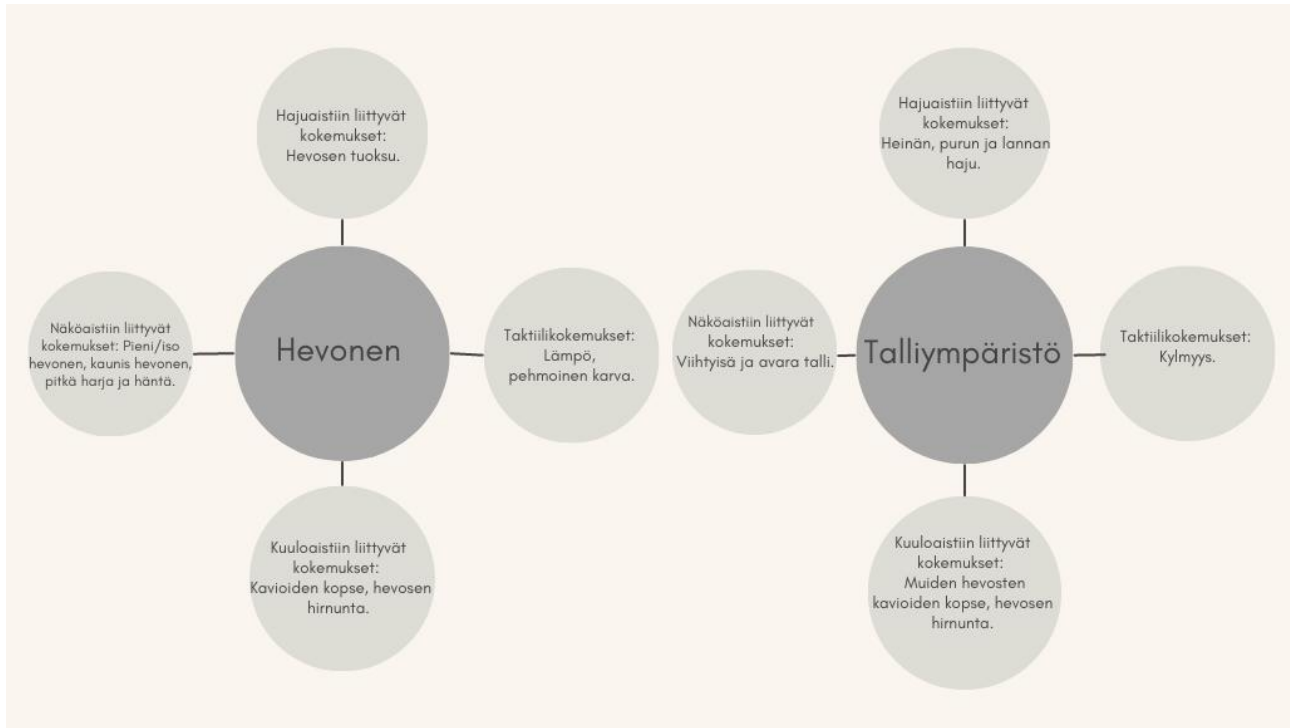 Hajuaistiin liittyvät
kokemukset:
Hevosen tuoksu.
Näköaistiin liittyvät
kokemukset: Pieni/iso
hevonen, kaunis hevonen,
pitkä harja ja häntä.
Hevonen
Taktiilikokemukset:
Lämpö,
pehmoinen karva.
Kuuloaistiin liittyvät
kokemukset:
Kavioiden kopse, hevosen
hirnunta.
Hajuaistiin liittyvät
kokemukset:
Heinän, purun ja lannan
haju.
Näköaistiin liittyvät
kokemukset:
Viihtyisä ja avara talli.
Talliympäristö
Taktiilikokemukset:
Kylmyys.
Kuuloaistiin liittyvät
kokemukset:
Muiden hevosten
kavioiden kopse, hevosen
hirnunta.